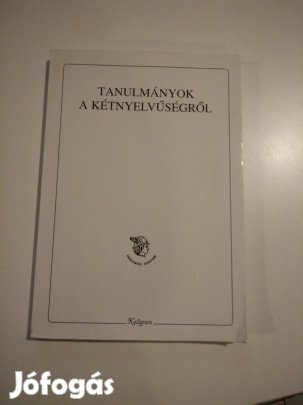 TANULMÁNYOK
A KÉTNYELVŰSÉGRŐL
Kalligram
Jófogás